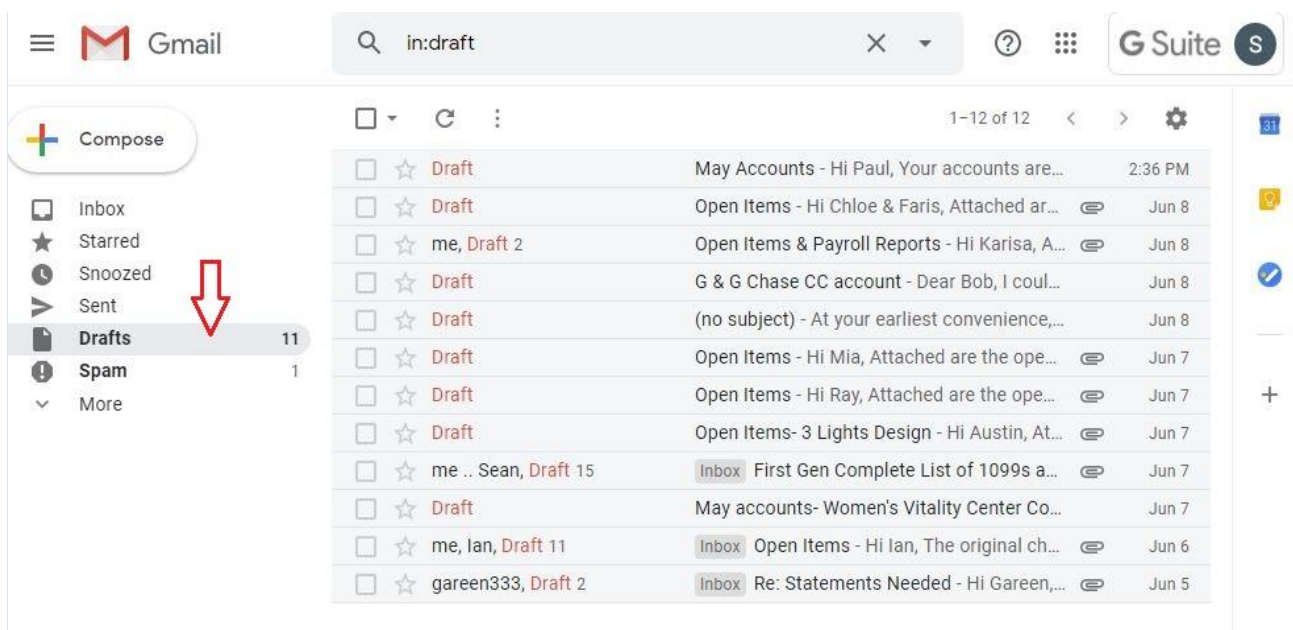 Gmail
in:draft
G Suite S
Compose
1–12 of 12
31
Inbox
Starred
Snoozed
Sent
Drafts 11
Spam 1
More
Draft May Accounts - Hi Paul, Your accounts are... 2:36 PM
Draft Open Items - Hi Chloe & Faris, Attached ar... Jun 8
me, Draft 2 Open Items & Payroll Reports - Hi Karisa, A... Jun 8
Draft G & G Chase CC account - Dear Bob, I coul... Jun 8
Draft (no subject) - At your earliest convenience,... Jun 8
Draft Open Items - Hi Mia, Attached are the ope... Jun 7
Draft Open Items - Hi Ray, Attached are the ope... Jun 7
Draft Open Items- 3 Lights Design - Hi Austin, At... Jun 7
me .. Sean, Draft 15 Inbox First Gen Complete List of 1099s a... Jun 7
Draft May accounts- Women's Vitality Center Co... Jun 7
me, Ian, Draft 11 Inbox Open Items - Hi Ian, The original ch... Jun 6
gareen333, Draft 2 Inbox Re: Statements Needed - Hi Gareen,... Jun 5